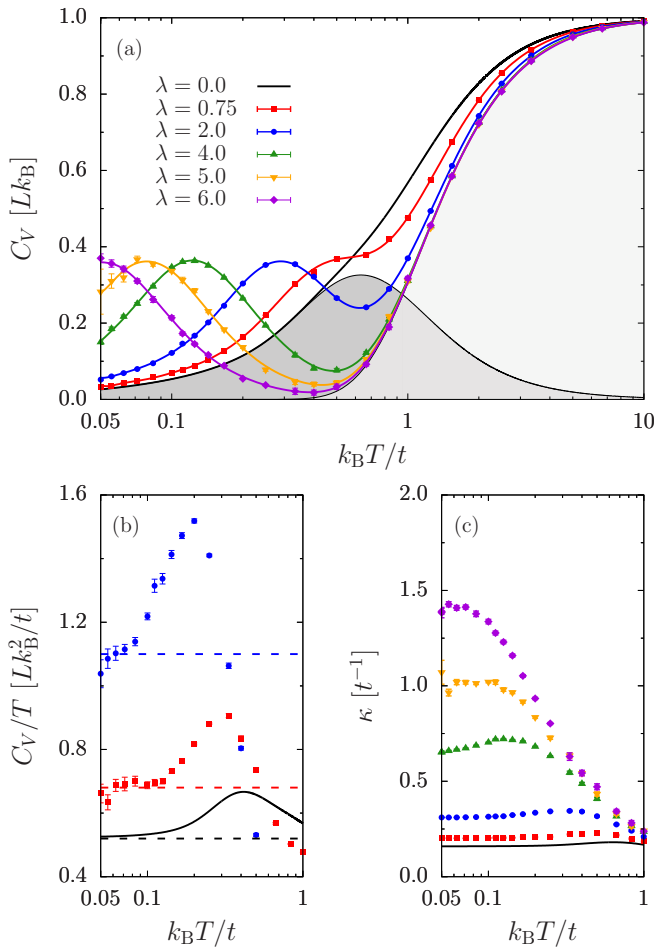 (a)
λ = 0.0
λ = 0.75
λ = 2.0
λ = 4.0
λ = 5.0
λ = 6.0
C_V [Lk_B]
1.0
0.8
0.6
0.4
0.2
0.0
0.05 0.1 1 10
k_BT/t
(b)
C_V/T [Lk_B^2/t]
1.6
1.2
0.8
0.4
0.05 0.1 1
k_BT/t
(c)
κ [t^{-1}]
2.0
1.5
1.0
0.5
0.0
0.05 0.1 1
k_BT/t